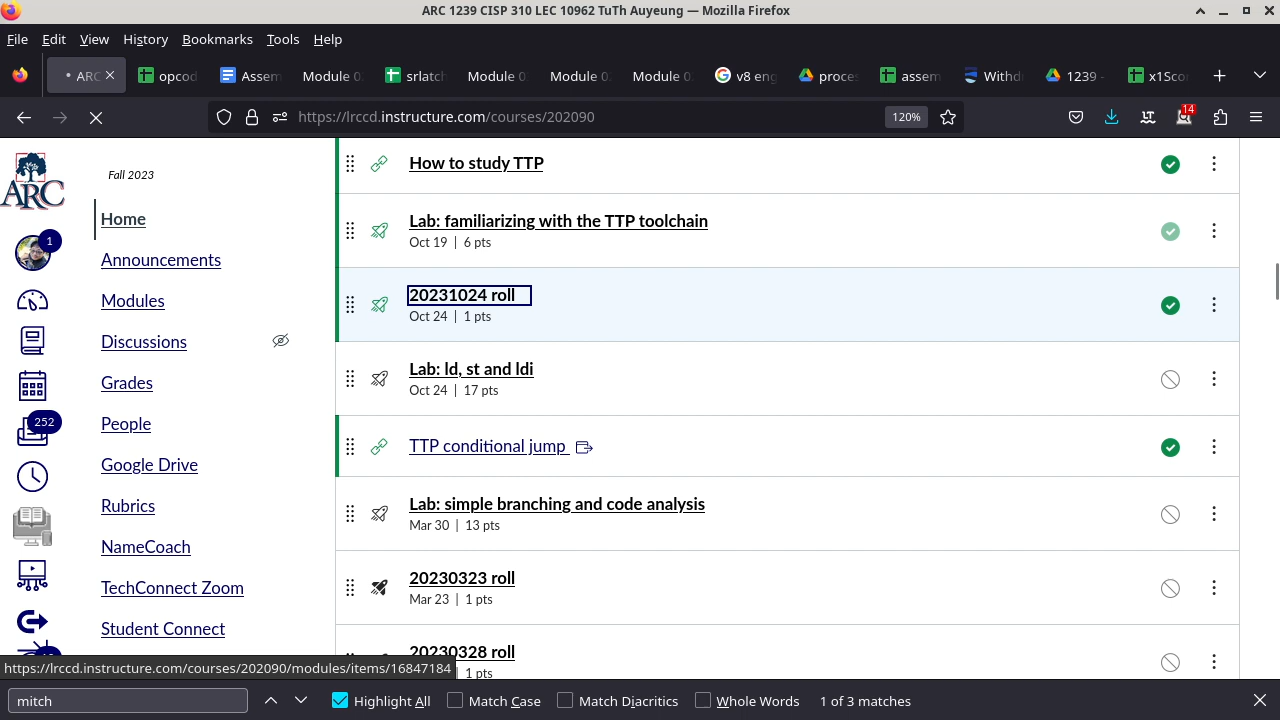 ARC 1239 CISP 310 LEC 10962 TuTh Auyeung — Mozilla Firefox
File Edit View History Bookmarks Tools Help
ARC opcod Assem Module 0 srlatch Module 0 Module 0 Module 0 v8 eng proces assem Withd 1239 - x1Sco
https://lrccd.instructure.com/courses/202090 120% 14
ARC
Fall 2023
Home
1
Announcements
Modules
Discussions
Grades
252
People
Google Drive
Rubrics
NameCoach
TechConnect Zoom
Student Connect
How to study TTP
Lab: familiarizing with the TTP toolchain
Oct 19 | 6 pts
20231024 roll
Oct 24 | 1 pts
Lab: ld, st and ldi
Oct 24 | 17 pts
TTP conditional jump
Lab: simple branching and code analysis
Mar 30 | 13 pts
20230323 roll
Mar 23 | 1 pts
20230328 roll
1 pts
https://lrccd.instructure.com/courses/202090/modules/items/16847184
mitch Highlight All Match Case Match Diacritics Whole Words 1 of 3 matches